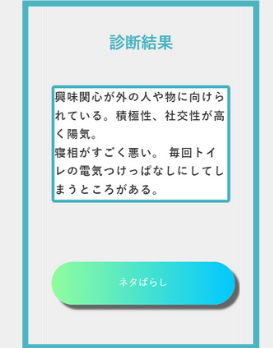 診断結果
興味関心が外の人や物に向けら
れている。積極性、社交性が高
く陽気。
寝相がすごく悪い。 毎回トイ
レの電気つけっぱなしにしてし
まうところがある。
ネタばらし